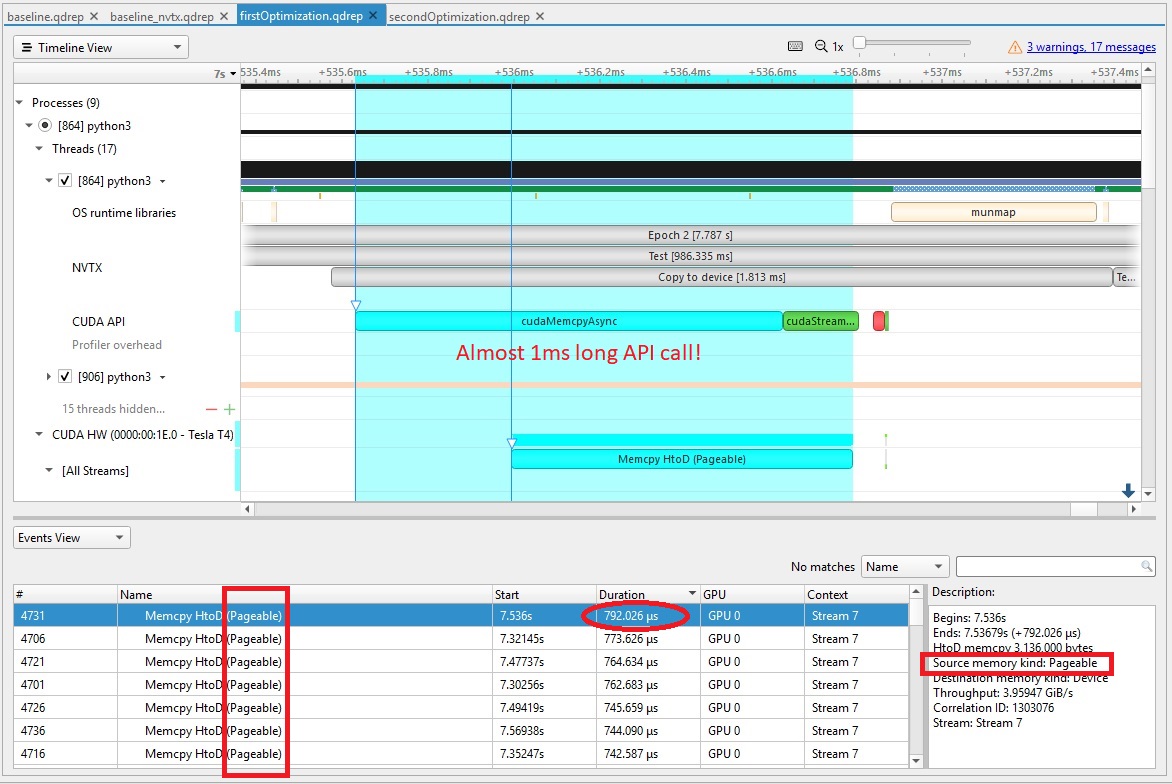 baseline.qdrep × baseline_nvtx.qdrep × firstOptimization.qdrep × secondOptimization.qdrep ×
Timeline View 1x 3 warnings, 17 messages
7s 535.4ms +535.6ms +535.8ms +536ms +536.2ms +536.4ms +536.6ms +536.8ms +537ms +537.2ms +537.4ms
Processes (9)
[864] python3
Threads (17)
[864] python3
OS runtime libraries munmap
Epoch 2 [7.787 s]
Test [986.335 ms]
NVTX
Copy to device [1.813 ms] Te...
CUDA API cudaMemcpyAsync cudaStream...
Profiler overhead
Almost 1ms long API call!
[906] python3
15 threads hidden... − +
CUDA HW (0000:00:1E.0 - Tesla T4)
Memcpy HtoD (Pageable)
[All Streams]
Events View
No matches Name
# Name Start Duration GPU Context
4731 Memcpy HtoD (Pageable) 7.536s 792.026 µs GPU 0 Stream 7
4706 Memcpy HtoD (Pageable) 7.32145s 773.626 µs GPU 0 Stream 7
4721 Memcpy HtoD (Pageable) 7.47737s 764.634 µs GPU 0 Stream 7
4701 Memcpy HtoD (Pageable) 7.30256s 762.683 µs GPU 0 Stream 7
4726 Memcpy HtoD (Pageable) 7.49419s 745.659 µs GPU 0 Stream 7
4736 Memcpy HtoD (Pageable) 7.56938s 744.090 µs GPU 0 Stream 7
4716 Memcpy HtoD (Pageable) 7.35247s 742.587 µs GPU 0 Stream 7
Description:
Begins: 7.536s
Ends: 7.53679s (+792.026 µs)
HtoD memcpy 3,136,000 bytes
Source memory kind: Pageable
Destination memory kind: Device
Throughput: 3.95947 GiB/s
Correlation ID: 1303076
Stream: Stream 7